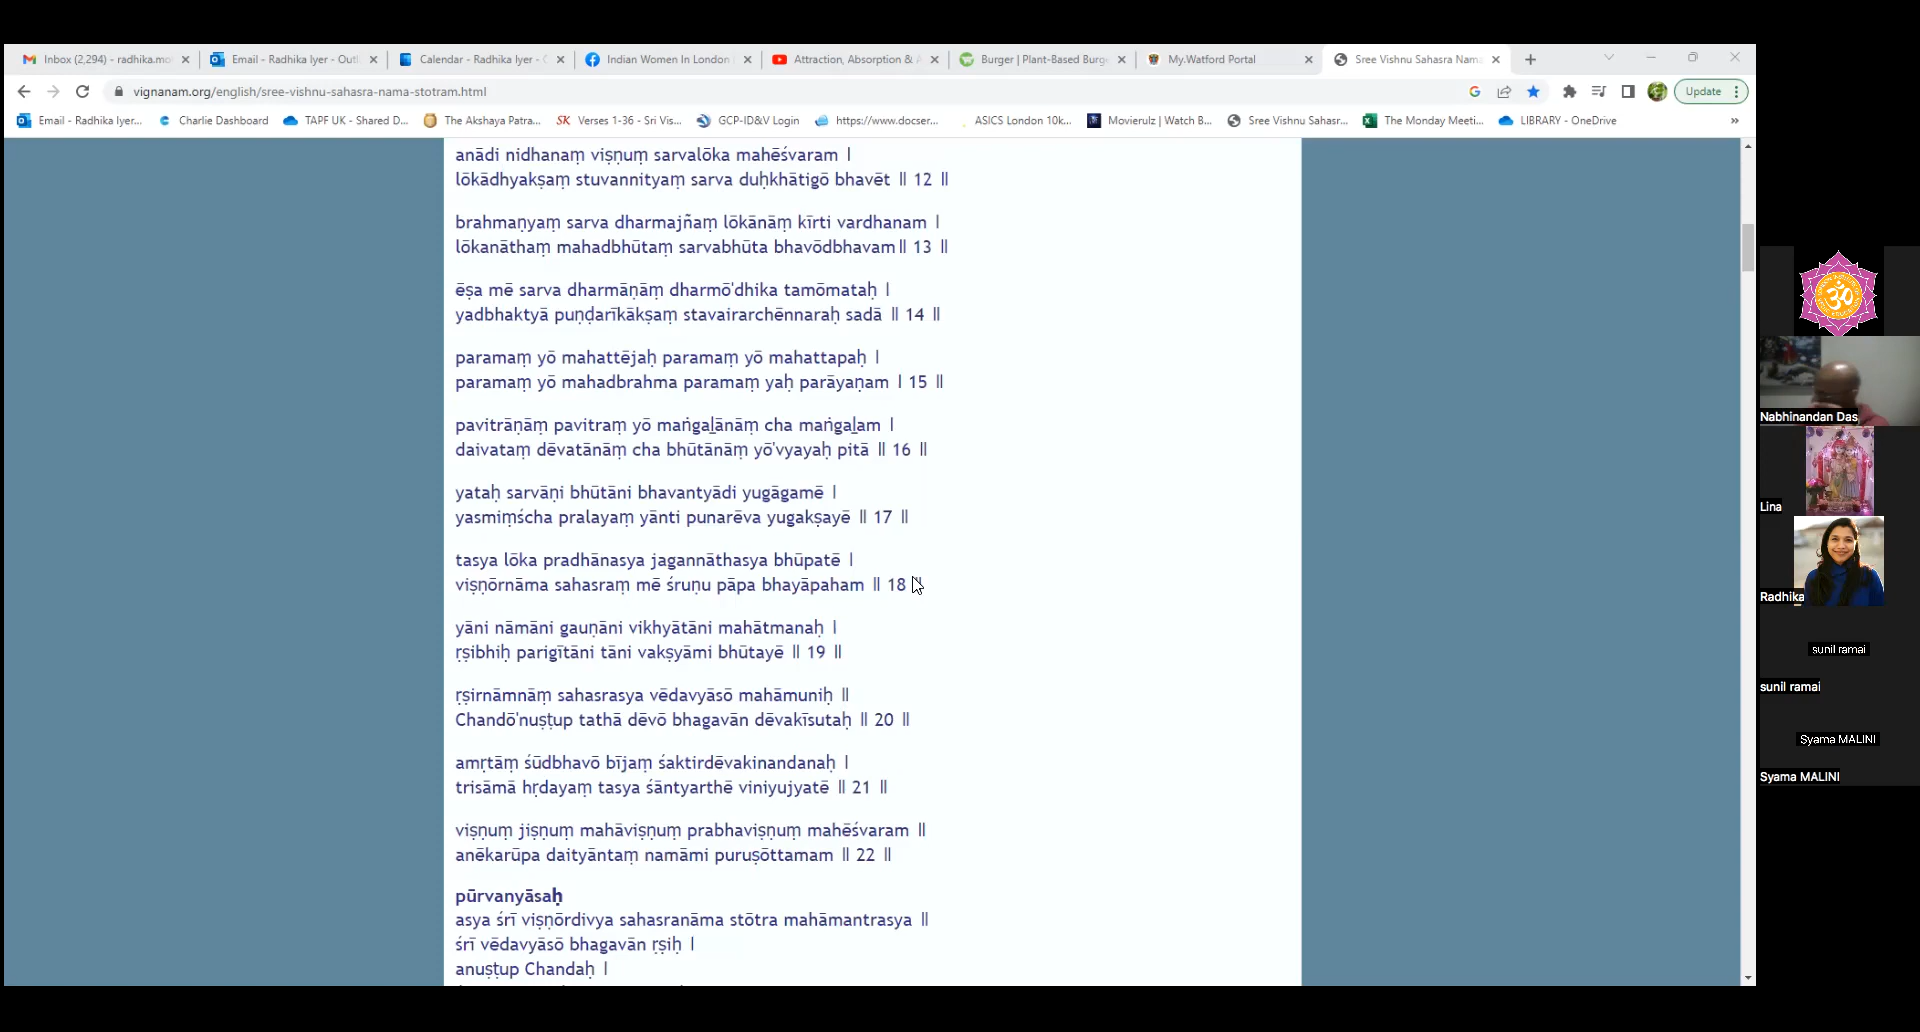 Inbox (2,294) - radhika.mo
Email - Radhika Iyer - Outl
Calendar - Radhika Iyer -
Indian Women In London
Attraction, Absorption &
Burger | Plant-Based Burge
My.Watford Portal
Sree Vishnu Sahasra Nam
vignanam.org/english/sree-vishnu-sahasra-nama-stotram.html
Update
Email - Radhika Iyer...
Charlie Dashboard
TAPF UK - Shared D...
The Akshaya Patra...
SK Verses 1-36 - Sri Vis...
GCP-ID&V Login
https://www.docser...
ASICS London 10k...
Movierulz | Watch B...
Sree Vishnu Sahasr...
The Monday Meeti...
LIBRARY - OneDrive
»
anādi nidhanaṃ viṣṇuṃ sarvalōka mahēśvaram |
lōkādhyakṣaṃ stuvannityaṃ sarva duḥkhātigō bhavēt ‖ 12 ‖
brahmaṇyaṃ sarva dharmajñaṃ lōkānāṃ kīrti vardhanam |
lōkanāthaṃ mahadbhūtaṃ sarvabhūta bhavōdbhavam‖ 13 ‖
ēṣa mē sarva dharmāṇāṃ dharmō'dhika tamōmataḥ |
yadbhaktyā puṇḍarīkākṣaṃ stavairarchēnnaraḥ sadā ‖ 14 ‖
paramaṃ yō mahattējaḥ paramaṃ yō mahattapaḥ |
paramaṃ yō mahadbrahma paramaṃ yaḥ parāyaṇam | 15 ‖
pavitrāṇāṃ pavitraṃ yō maṅgaḻānāṃ cha maṅgaḻam |
daivataṃ dēvatānāṃ cha bhūtānāṃ yō'vyayaḥ pitā ‖ 16 ‖
yataḥ sarvāṇi bhūtāni bhavantyādi yugāgamē |
yasmiṃścha pralayaṃ yānti punarēva yugakṣayē ‖ 17 ‖
tasya lōka pradhānasya jagannāthasya bhūpatē |
viṣṇōrnāma sahasraṃ mē śruṇu pāpa bhayāpaham ‖ 18 ‖
yāni nāmāni gauṇāni vikhyātāni mahātmanaḥ |
ṛṣibhiḥ parigītāni tāni vakṣyāmi bhūtayē ‖ 19 ‖
ṛṣirnāmnāṃ sahasrasya vēdavyāsō mahāmuniḥ ‖
Chandō'nuṣṭup tathā dēvō bhagavān dēvakīsutaḥ ‖ 20 ‖
amṛtāṃ śūdbhavō bījaṃ śaktirdēvakinandanaḥ |
trisāmā hṛdayaṃ tasya śāntyarthē viniyujyatē ‖ 21 ‖
viṣṇuṃ jiṣṇuṃ mahāviṣṇuṃ prabhaviṣṇuṃ mahēśvaram ‖
anēkarūpa daityāntaṃ namāmi puruṣōttamam ‖ 22 ‖
pūrvanyāsaḥ
asya śrī viṣṇōrdivya sahasranāma stōtra mahāmantrasya ‖
śrī vēdavyāsō bhagavān ṛṣiḥ |
anuṣṭup Chandaḥ |
ॐ
Nabhinandan Das
Lina
Radhika
sunil ramai
sunil ramai
Syama MALINI
Syama MALINI